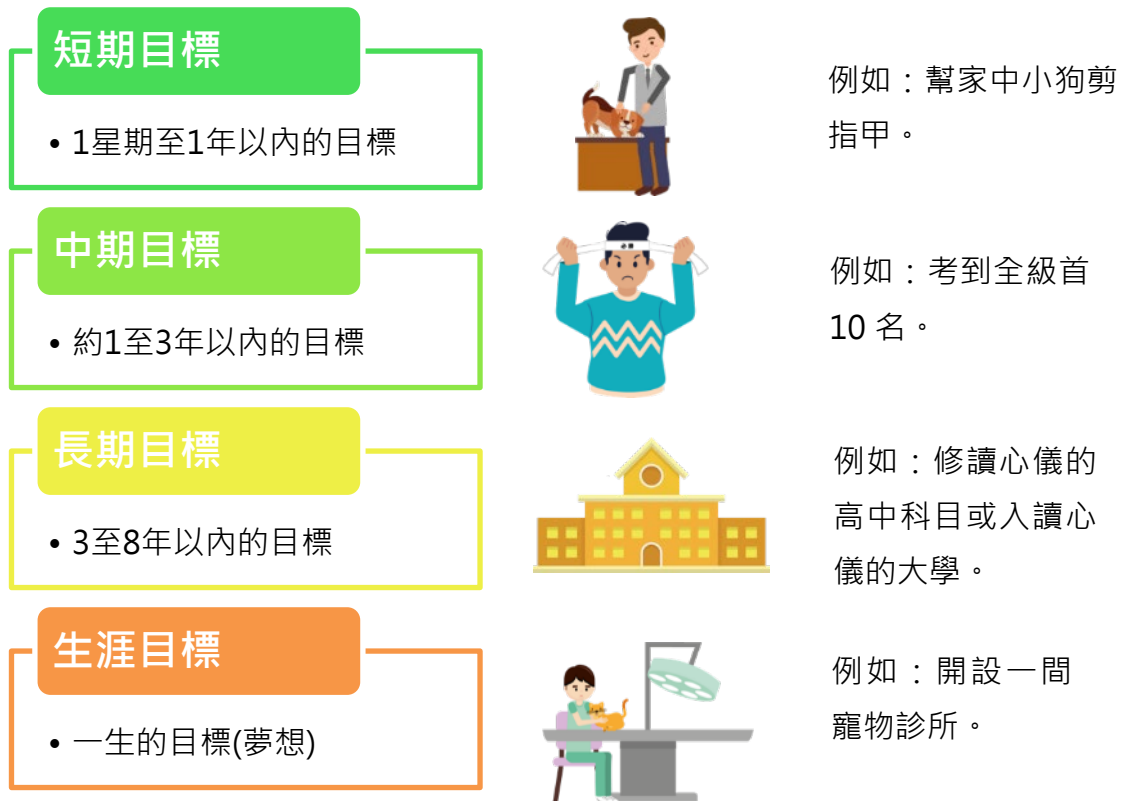 短期目標
• 1星期至1年以內的目標
例如：幫家中小狗剪
指甲。
中期目標
• 約1至3年以內的目標
例如：考到全級首
10 名。
長期目標
• 3至8年以內的目標
例如：修讀心儀的
高中科目或入讀心
儀的大學。
生涯目標
• 一生的目標(夢想)
例如：開設一間
寵物診所。